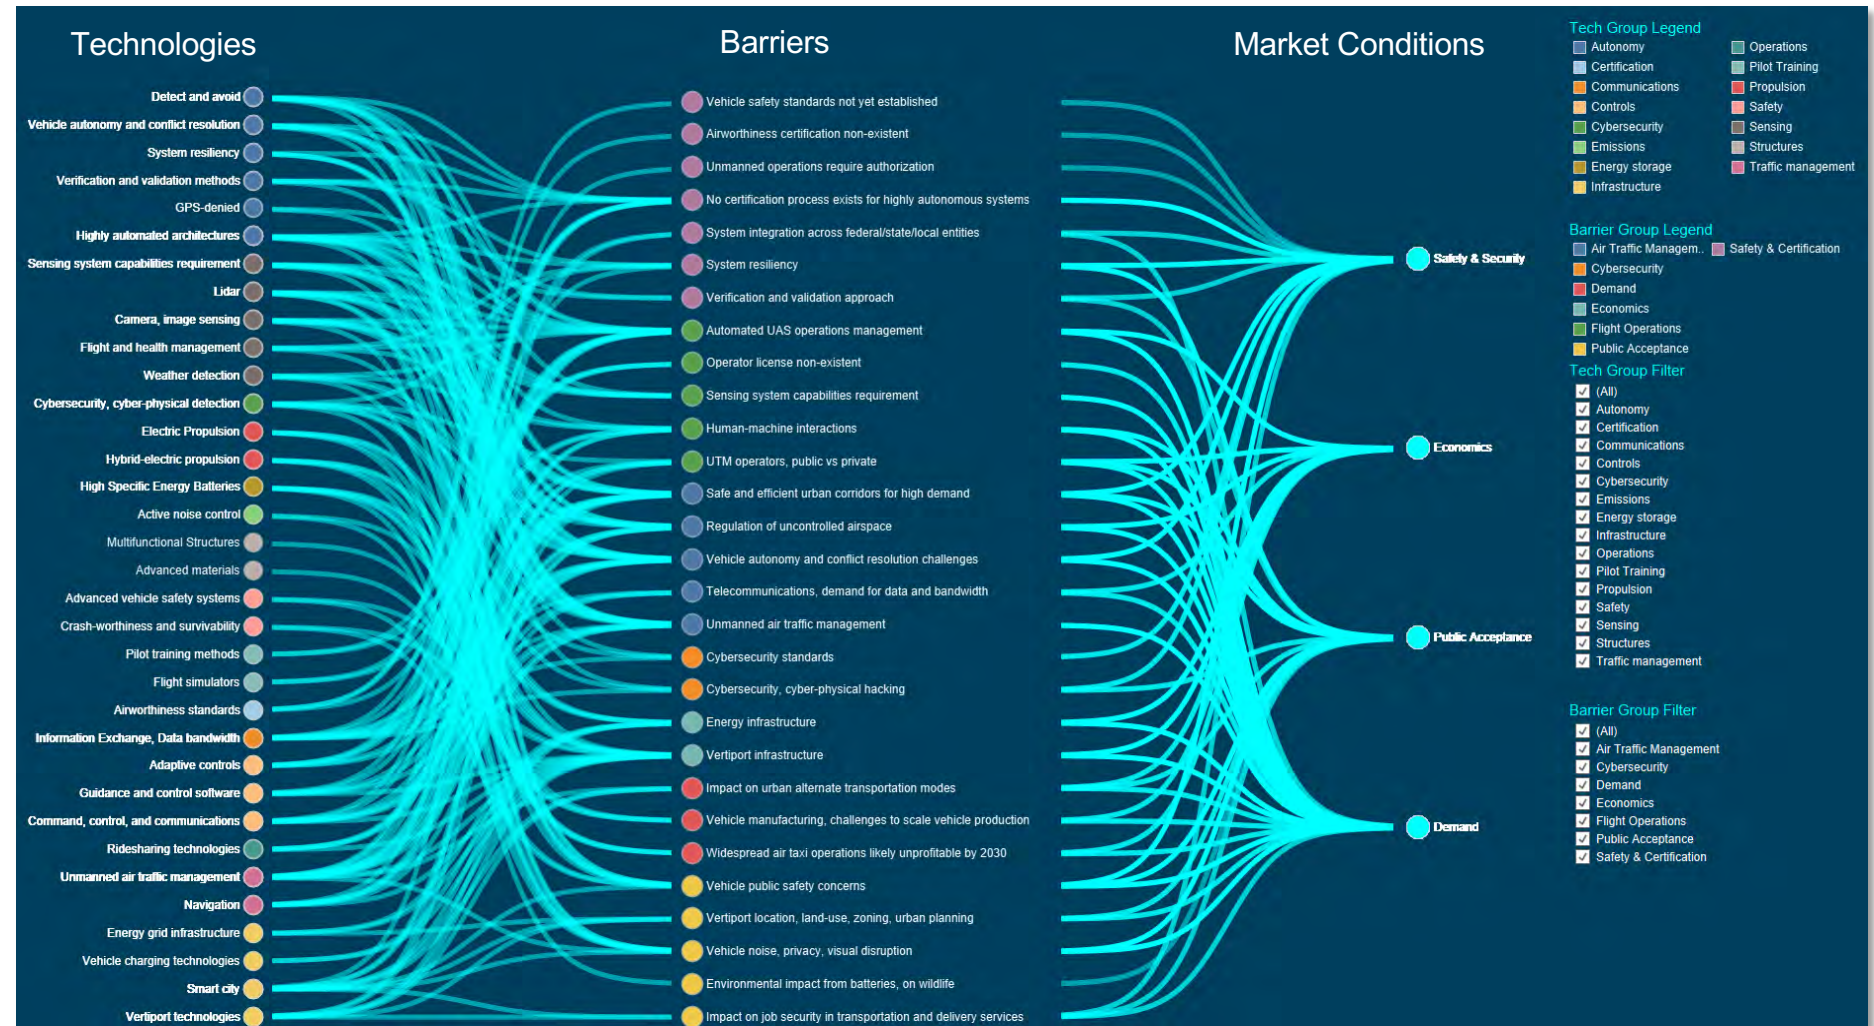 Technologies
Detect and avoid
Vehicle autonomy and conflict resolution
System resiliency
Verification and validation methods
GPS-denied
Highly automated architectures
Sensing system capabilities requirement
Lidar
Camera, image sensing
Flight and health management
Weather detection
Cybersecurity, cyber-physical detection
Electric Propulsion
Hybrid-electric propulsion
High Specific Energy Batteries
Active noise control
Multifunctional Structures
Advanced materials
Advanced vehicle safety systems
Crash-worthiness and survivability
Pilot training methods
Flight simulators
Airworthiness standards
Information Exchange, Data bandwidth
Adaptive controls
Guidance and control software
Command, control, and communications
Ridesharing technologies
Unmanned air traffic management
Navigation
Energy grid infrastructure
Vehicle charging technologies
Smart city
Vertiport technologies
Barriers
Vehicle safety standards not yet established
Airworthiness certification non-existent
Unmanned operations require authorization
No certification process exists for highly autonomous systems
System integration across federal/state/local entities
System resiliency
Verification and validation approach
Automated UAS operations management
Operator license non-existent
Sensing system capabilities requirement
Human-machine interactions
UTM operators, public vs private
Safe and efficient urban corridors for high demand
Regulation of uncontrolled airspace
Vehicle autonomy and conflict resolution challenges
Telecommunications, demand for data and bandwidth
Unmanned air traffic management
Cybersecurity standards
Cybersecurity, cyber-physical hacking
Energy infrastructure
Vertiport infrastructure
Impact on urban alternate transportation modes
Vehicle manufacturing, challenges to scale vehicle production
Widespread air taxi operations likely unprofitable by 2030
Vehicle public safety concerns
Vertiport location, land-use, zoning, urban planning
Vehicle noise, privacy, visual disruption
Environmental impact from batteries, on wildlife
Impact on job security in transportation and delivery services
Market Conditions
Safety & Security
Economics
Public Acceptance
Demand
Tech Group Legend
Autonomy
Certification
Communications
Controls
Cybersecurity
Emissions
Energy storage
Infrastructure
Operations
Pilot Training
Propulsion
Safety
Sensing
Structures
Traffic management
Barrier Group Legend
Air Traffic Managem.. Safety & Certification
Cybersecurity
Demand
Economics
Flight Operations
Public Acceptance
Tech Group Filter
(All)
Autonomy
Certification
Communications
Controls
Cybersecurity
Emissions
Energy storage
Infrastructure
Operations
Pilot Training
Propulsion
Safety
Sensing
Structures
Traffic management
Barrier Group Filter
(All)
Air Traffic Management
Cybersecurity
Demand
Economics
Flight Operations
Public Acceptance
Safety & Certification